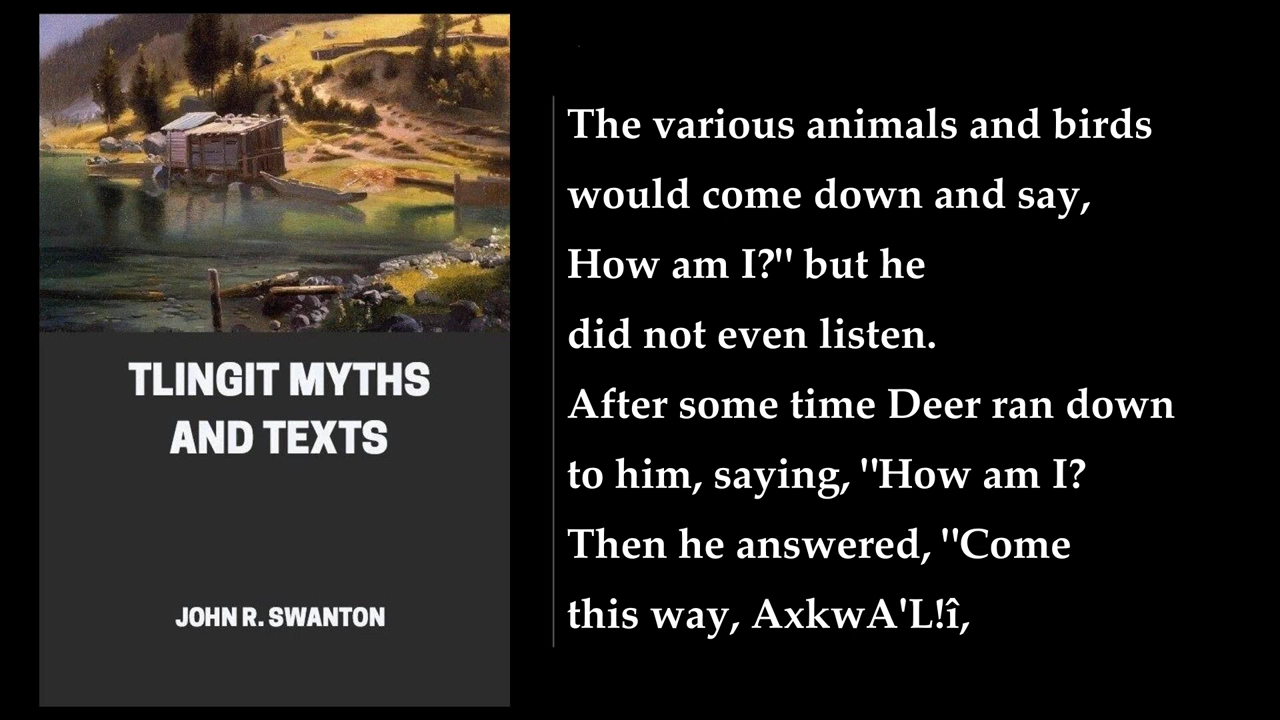 TLINGIT MYTHS
AND TEXTS
JOHN R. SWANTON
The various animals and birds
would come down and say,
How am I?" but he
did not even listen.
After some time Deer ran down
to him, saying, "How am I?
Then he answered, "Come
this way, AxkwA'L!î,